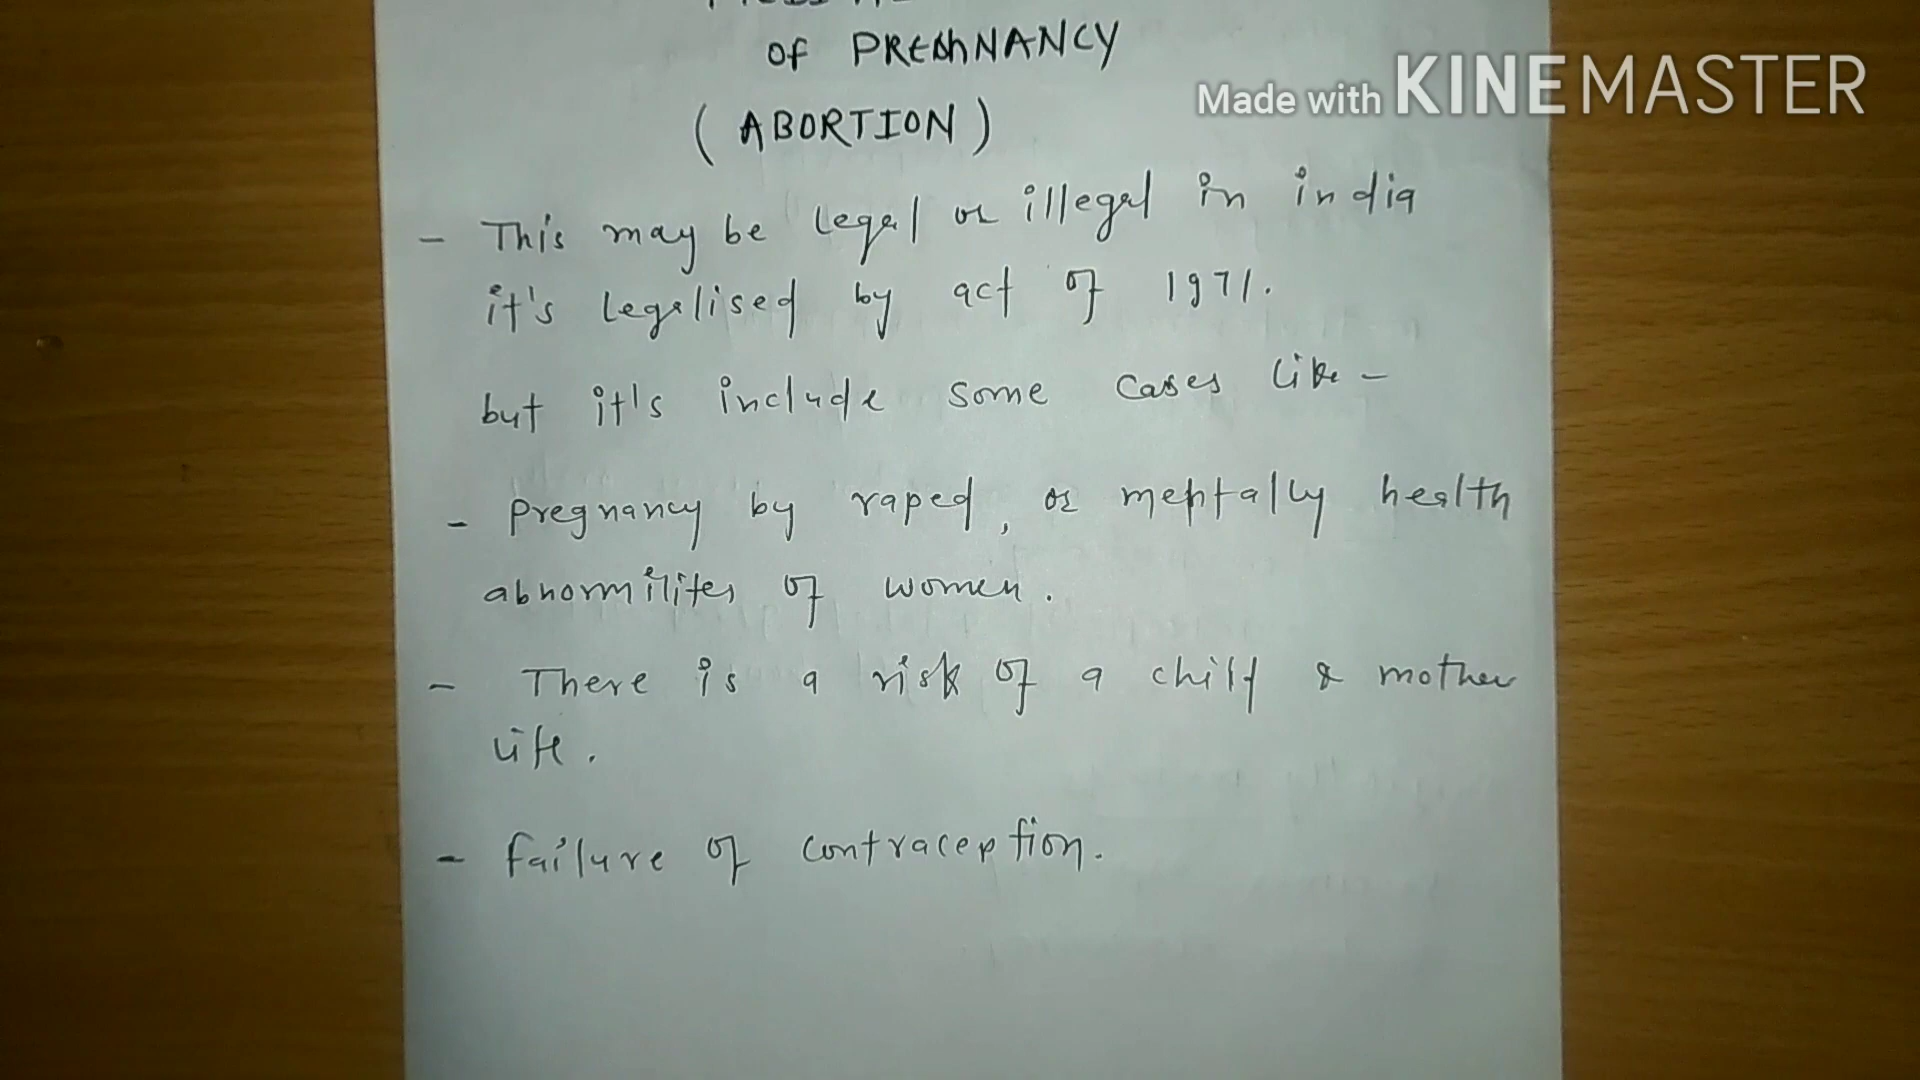 of PREGNANCY
Made with KINEMASTER
(ABORTION)
- This may be legal or illegal in india
it's legalised by act of 1971.
but it's include some cases like -
- pregnancy by raped, or mentally health
abnormilites of women.
- There is a risk of a child & mother
life.
- failure of contraception.